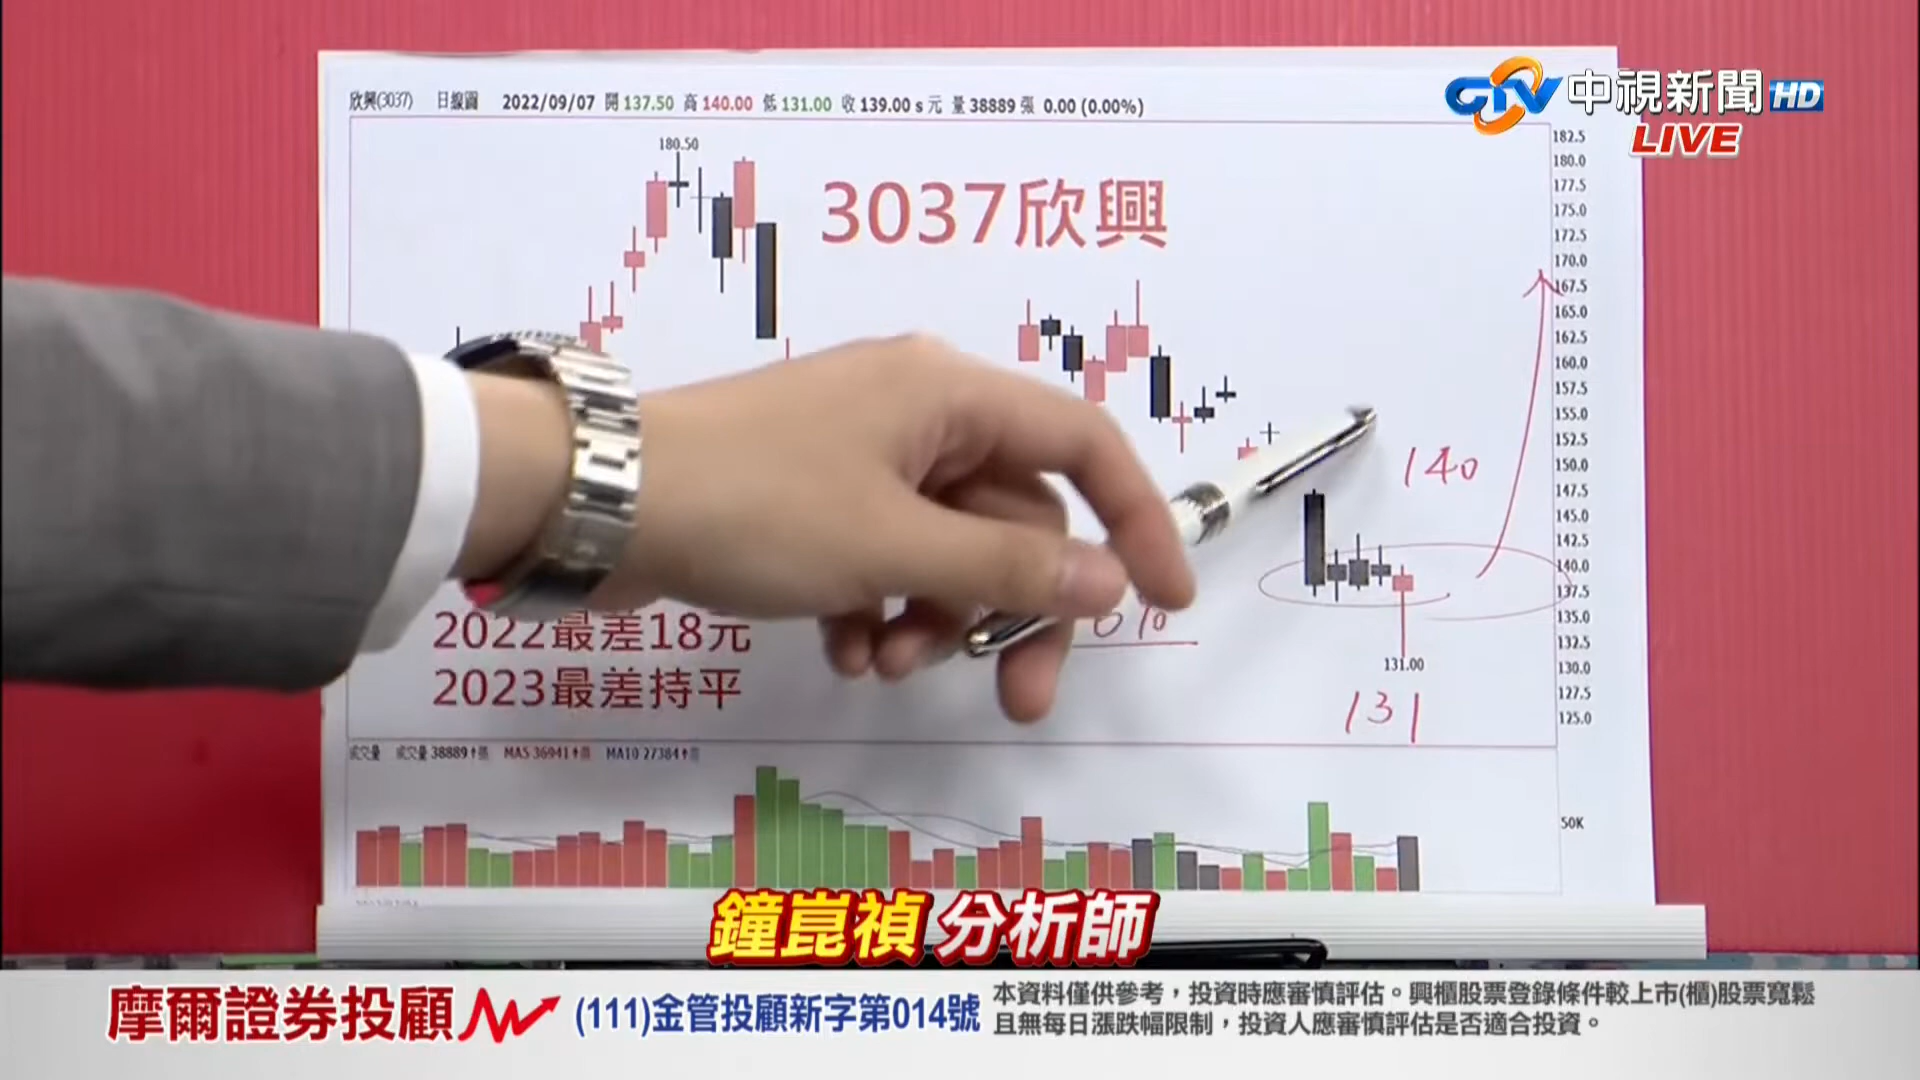 欣興(3037) 日線圖 2022/09/07 開 137.50 高 140.00 低 131.00 收 139.00 s 元 量 38889 張 0.00 (0.00%)
CTV 中視新聞 HD
LIVE
180.50
3037欣興
182.5
180.0
177.5
175.0
172.5
170.0
167.5
165.0
162.5
160.0
157.5
155.0
152.5
150.0
147.5
145.0
142.5
140.0
137.5
135.0
132.5
130.0
127.5
125.0
140
0%
2022最差18元
2023最差持平
131.00
131
成交量 成交量 38889↑張 MA5 36941↑張 MA10 27384↑張
50K
鐘崑禎 分析師
摩爾證券投顧 (111)金管投顧新字第014號
本資料僅供參考，投資時應審慎評估。興櫃股票登錄條件較上市(櫃)股票寬鬆
且無每日漲跌幅限制，投資人應審慎評估是否適合投資。